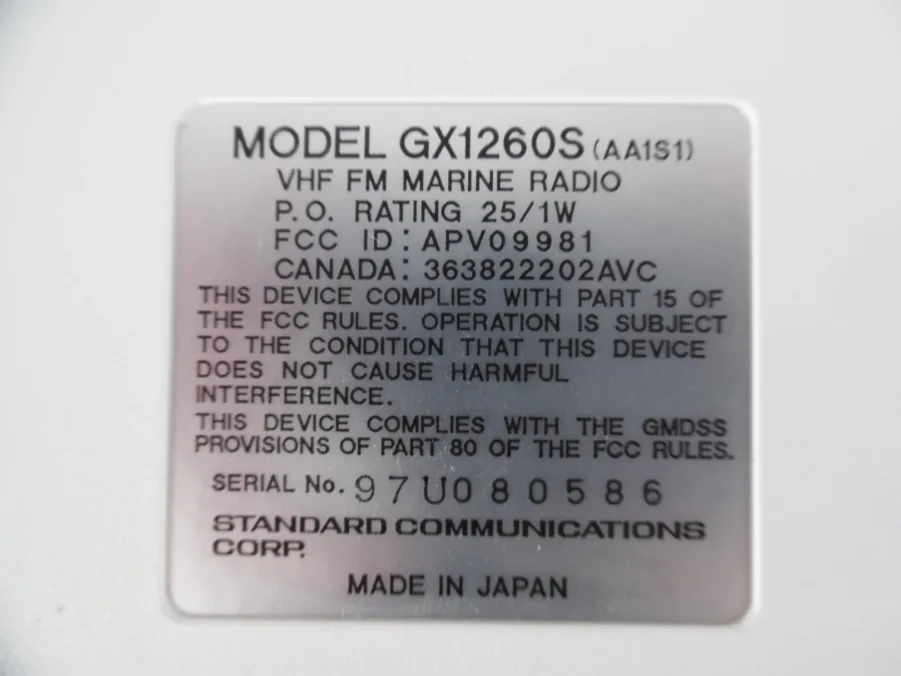 MODEL GX1260S (AA1S1)
VHF FM MARINE RADIO
P.O. RATING 25/1W
FCC ID: APV09981
CANADA: 363822202AVC
THIS DEVICE COMPLIES WITH PART 15 OF
THE FCC RULES. OPERATION IS SUBJECT
TO THE CONDITION THAT THIS DEVICE
DOES NOT CAUSE HARMFUL
INTERFERENCE.
THIS DEVICE COMPLIES WITH THE GMDSS
PROVISIONS OF PART 80 OF THE FCC RULES.
SERIAL No. 97U080586
STANDARD COMMUNICATIONS
CORP.
MADE IN JAPAN